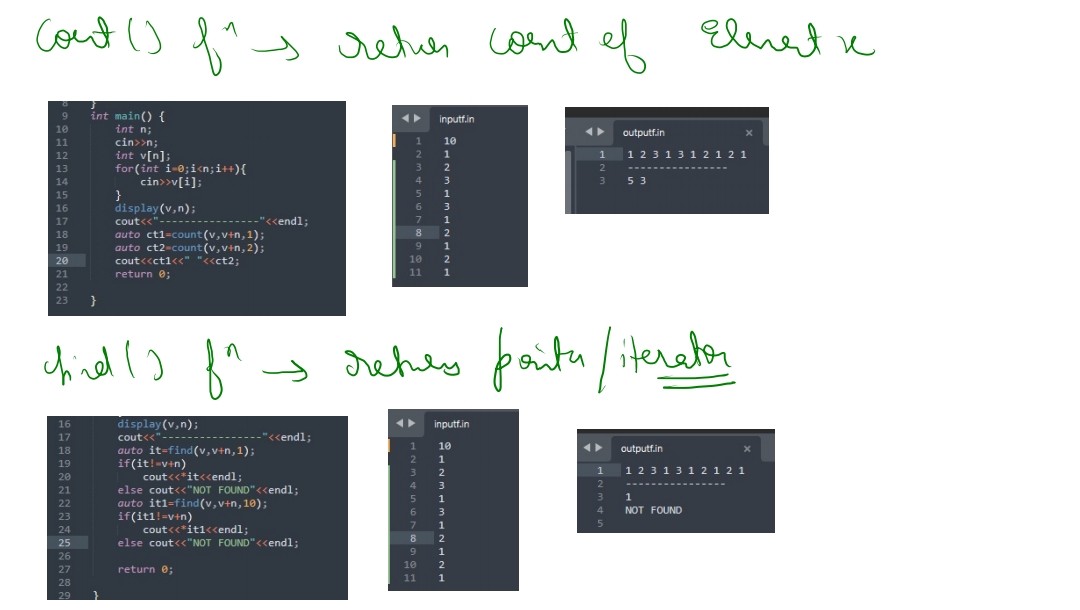 count() fⁿ → return count of Element x
8 }
9 int main() {
10 int n;
11 cin>>n;
12 int v[n];
13 for(int i=0;i<n;i++){
14 cin>>v[i];
15 }
16 display(v,n);
17 cout<<"----------------"<<endl;
18 auto ct1=count(v,v+n,1);
19 auto ct2=count(v,v+n,2);
20 cout<<ct1<<" "<<ct2;
21 return 0;
22
23 }
inputf.in
1 10
2 1
3 2
4 3
5 1
6 3
7 1
8 2
9 1
10 2
11 1
outputf.in ×
1 1 2 3 1 3 1 2 1 2 1
2 ----------------
3 5 3
find() fⁿ → returns pointer/iterator
16 display(v,n);
17 cout<<"----------------"<<endl;
18 auto it=find(v,v+n,1);
19 if(it!=v+n)
20 cout<<*it<<endl;
21 else cout<<"NOT FOUND"<<endl;
22 auto it1=find(v,v+n,10);
23 if(it1!=v+n)
24 cout<<*it1<<endl;
25 else cout<<"NOT FOUND"<<endl;
26
27 return 0;
28
29 }
inputf.in
1 10
2 1
3 2
4 3
5 1
6 3
7 1
8 2
9 1
10 2
11 1
outputf.in ×
1 1 2 3 1 3 1 2 1 2 1
2 ----------------
3 1
4 NOT FOUND
5